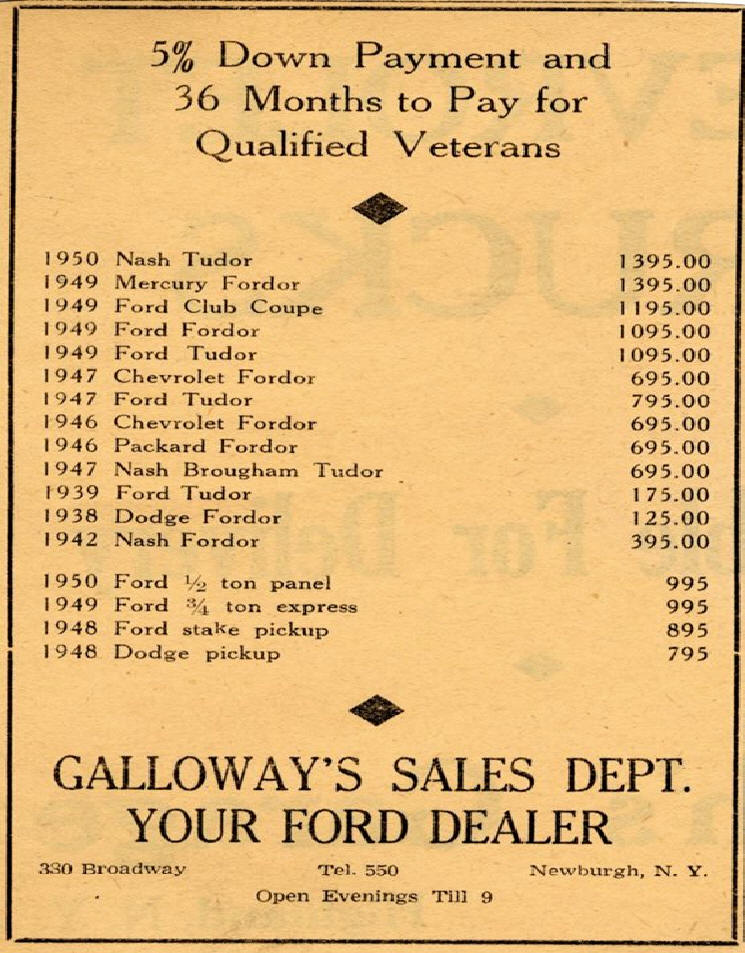 5% Down Payment and
36 Months to Pay for
Qualified Veterans
1950 Nash Tudor 1395.00
1949 Mercury Fordor 1395.00
1949 Ford Club Coupe 1195.00
1949 Ford Fordor 1095.00
1949 Ford Tudor 1095.00
1947 Chevrolet Fordor 695.00
1947 Ford Tudor 795.00
1946 Chevrolet Fordor 695.00
1946 Packard Fordor 695.00
1947 Nash Brougham Tudor 695.00
1939 Ford Tudor 175.00
1938 Dodge Fordor 125.00
1942 Nash Fordor 395.00
1950 Ford ½ ton panel 995
1949 Ford ¾ ton express 995
1948 Ford stake pickup 895
1948 Dodge pickup 795
GALLOWAY'S SALES DEPT.
YOUR FORD DEALER
330 Broadway Tel. 550 Newburgh, N. Y.
Open Evenings Till 9